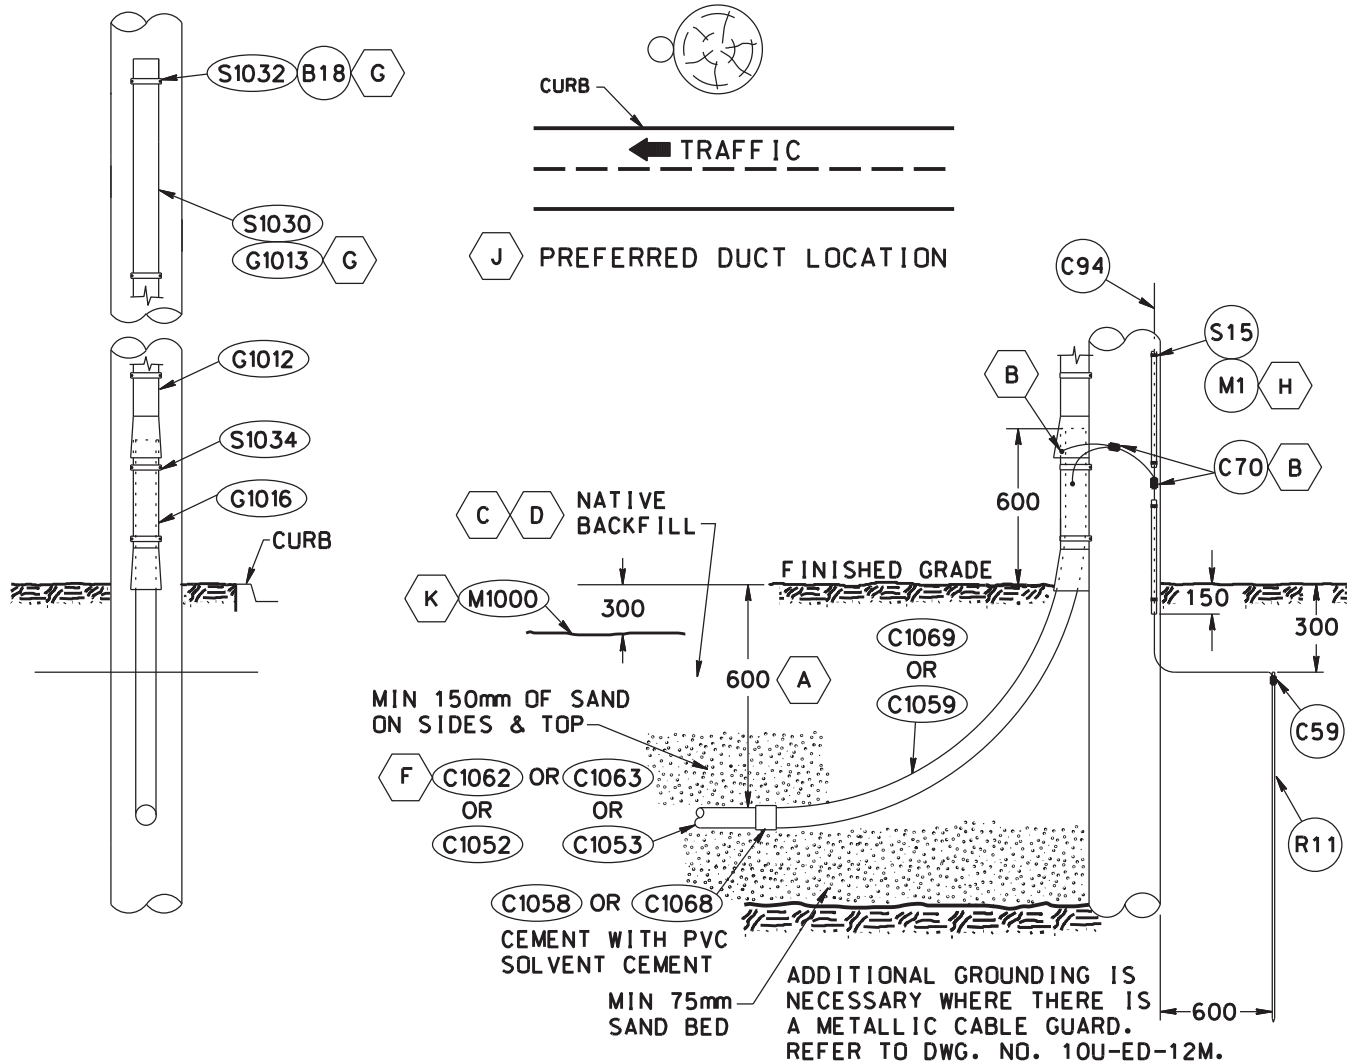 S1032 B18 G
CURB
TRAFFIC
S1030
G1013 G
J PREFERRED DUCT LOCATION
C94
S15
M1 H
G1012
B
S1034
C70 B
G1016
600
C D NATIVE
BACKFILL
CURB
FINISHED GRADE
K M1000
300
150
300
C1069
OR
C1059
600 A
MIN 150mm OF SAND
ON SIDES & TOP
C59
F C1062 OR C1063
OR OR
C1052 C1053
R11
C1058 OR C1068
CEMENT WITH PVC
SOLVENT CEMENT
MIN 75mm
SAND BED
ADDITIONAL GROUNDING IS
NECESSARY WHERE THERE IS
A METALLIC CABLE GUARD.
REFER TO DWG. NO. 10U-ED-12M.
600